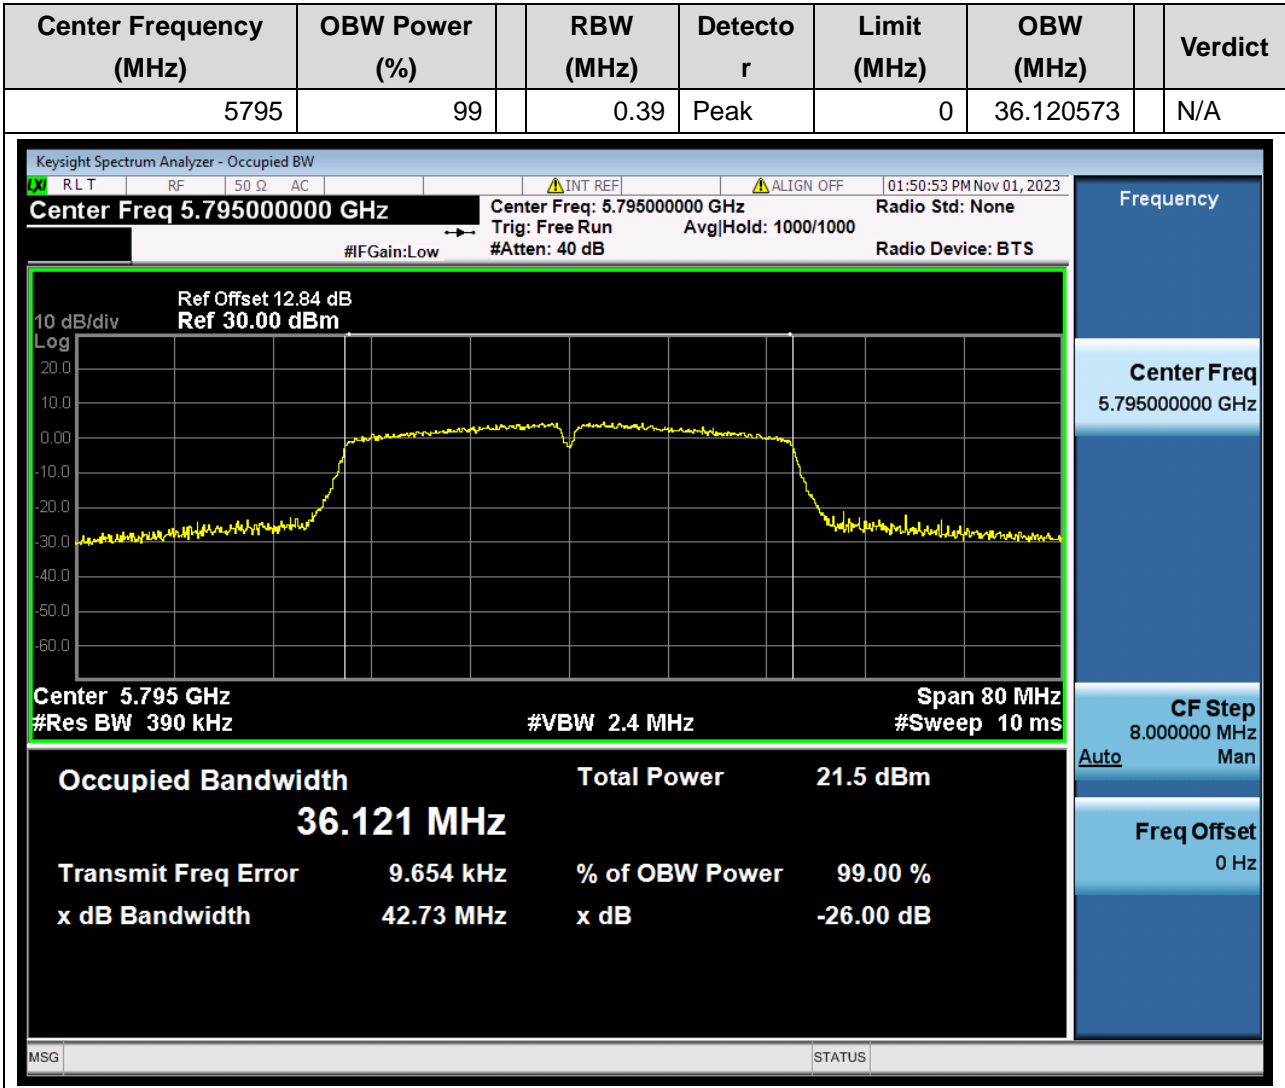 Center Frequency (MHz) OBW Power (%) RBW (MHz) Detecto r Limit (MHz) OBW (MHz) Verdict
5795 99 0.39 Peak 0 36.120573 N/A
Keysight Spectrum Analyzer - Occupied BW
LXI RLT RF 50 Ω AC INT REF ALIGN OFF 01:50:53 PM Nov 01, 2023
Center Freq 5.795000000 GHz
Center Freq: 5.795000000 GHz Radio Std: None
Trig: Free Run Avg|Hold: 1000/1000
#IFGain:Low #Atten: 40 dB Radio Device: BTS
Ref Offset 12.84 dB
10 dB/div Ref 30.00 dBm
Log
20.0
10.0
0.00
-10.0
-20.0
-30.0
-40.0
-50.0
-60.0
Center 5.795 GHz Span 80 MHz
#Res BW 390 kHz #VBW 2.4 MHz #Sweep 10 ms
Occupied Bandwidth Total Power 21.5 dBm
36.121 MHz
Transmit Freq Error 9.654 kHz % of OBW Power 99.00 %
x dB Bandwidth 42.73 MHz x dB -26.00 dB
Frequency
Center Freq
5.795000000 GHz
CF Step
8.000000 MHz
Auto Man
Freq Offset
0 Hz
MSG STATUS